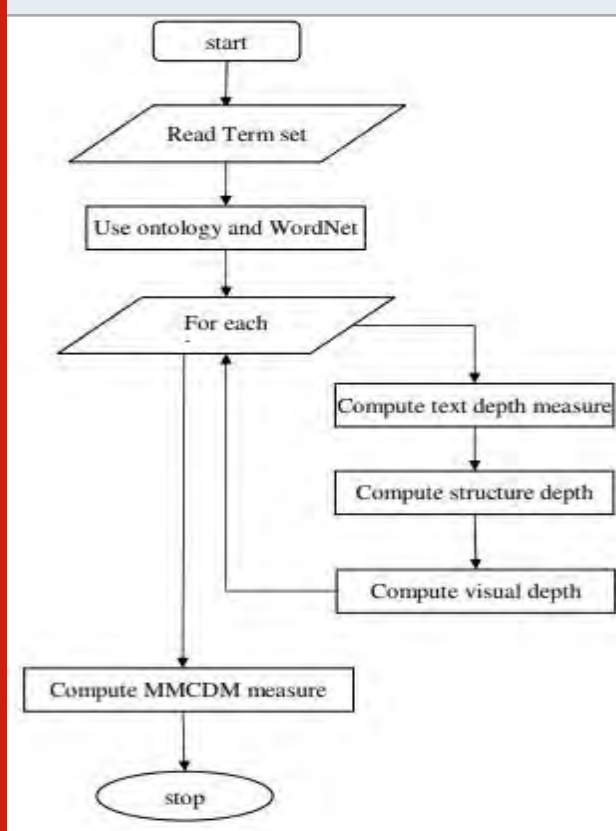 start
Read Term set
Use ontology and WordNet
For each
Compute text depth measure
Compute structure depth
Compute visual depth
Compute MMCDM measure
stop